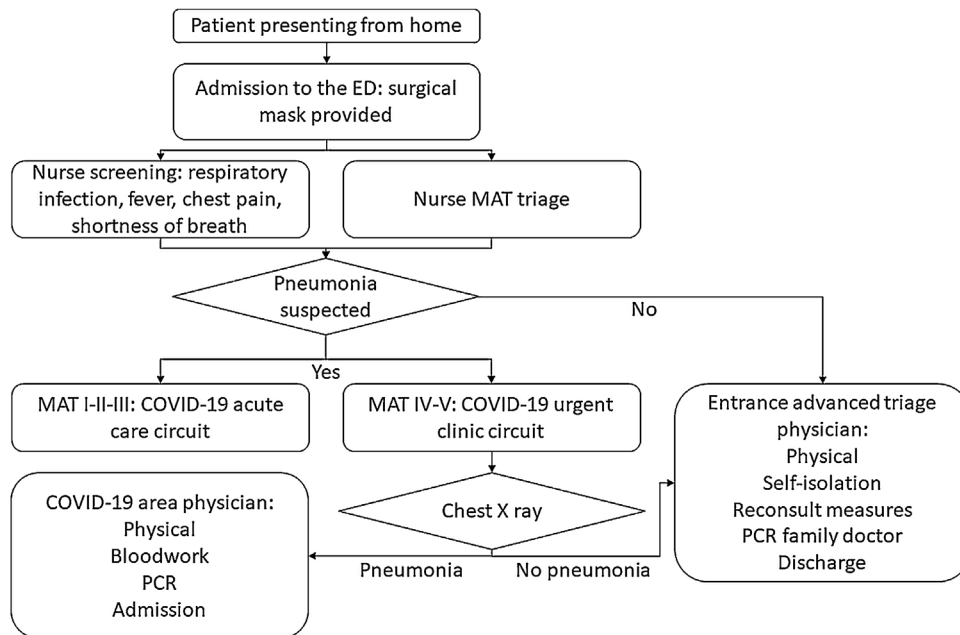 Patient presenting from home
Admission to the ED: surgical
mask provided
Nurse screening: respiratory
infection, fever, chest pain,
shortness of breath
Nurse MAT triage
Pneumonia
suspected
No
Yes
MAT I-II-III: COVID-19 acute
care circuit
MAT IV-V: COVID-19 urgent
clinic circuit
Entrance advanced triage
physician:
Physical
Self-isolation
Reconsult measures
PCR family doctor
Discharge
Chest X ray
COVID-19 area physician:
Physical
Bloodwork
PCR
Admission
Pneumonia
No pneumonia